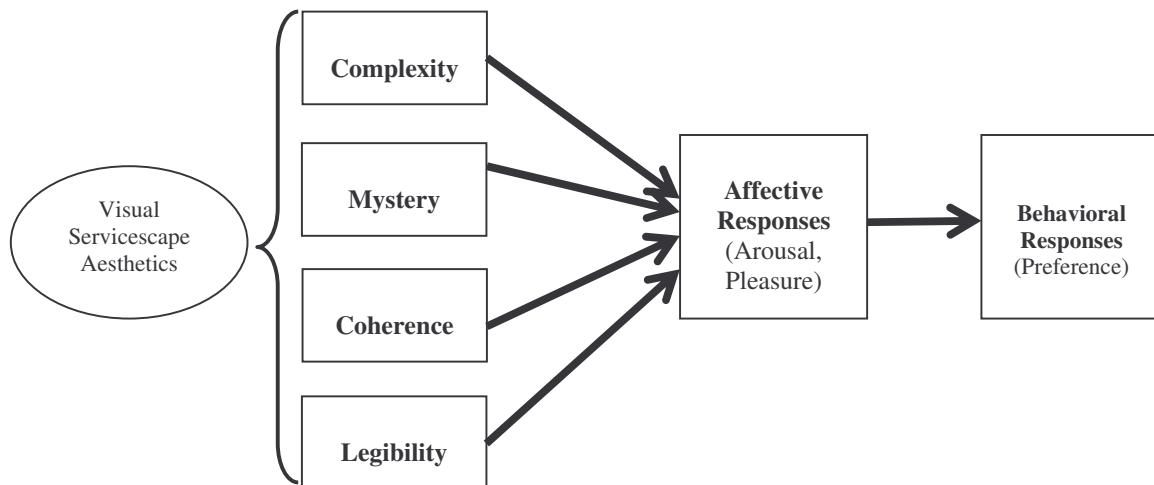 Visual
Servicescape
Aesthetics
Complexity
Mystery
Coherence
Legibility
Affective
Responses
(Arousal,
Pleasure)
Behavioral
Responses
(Preference)